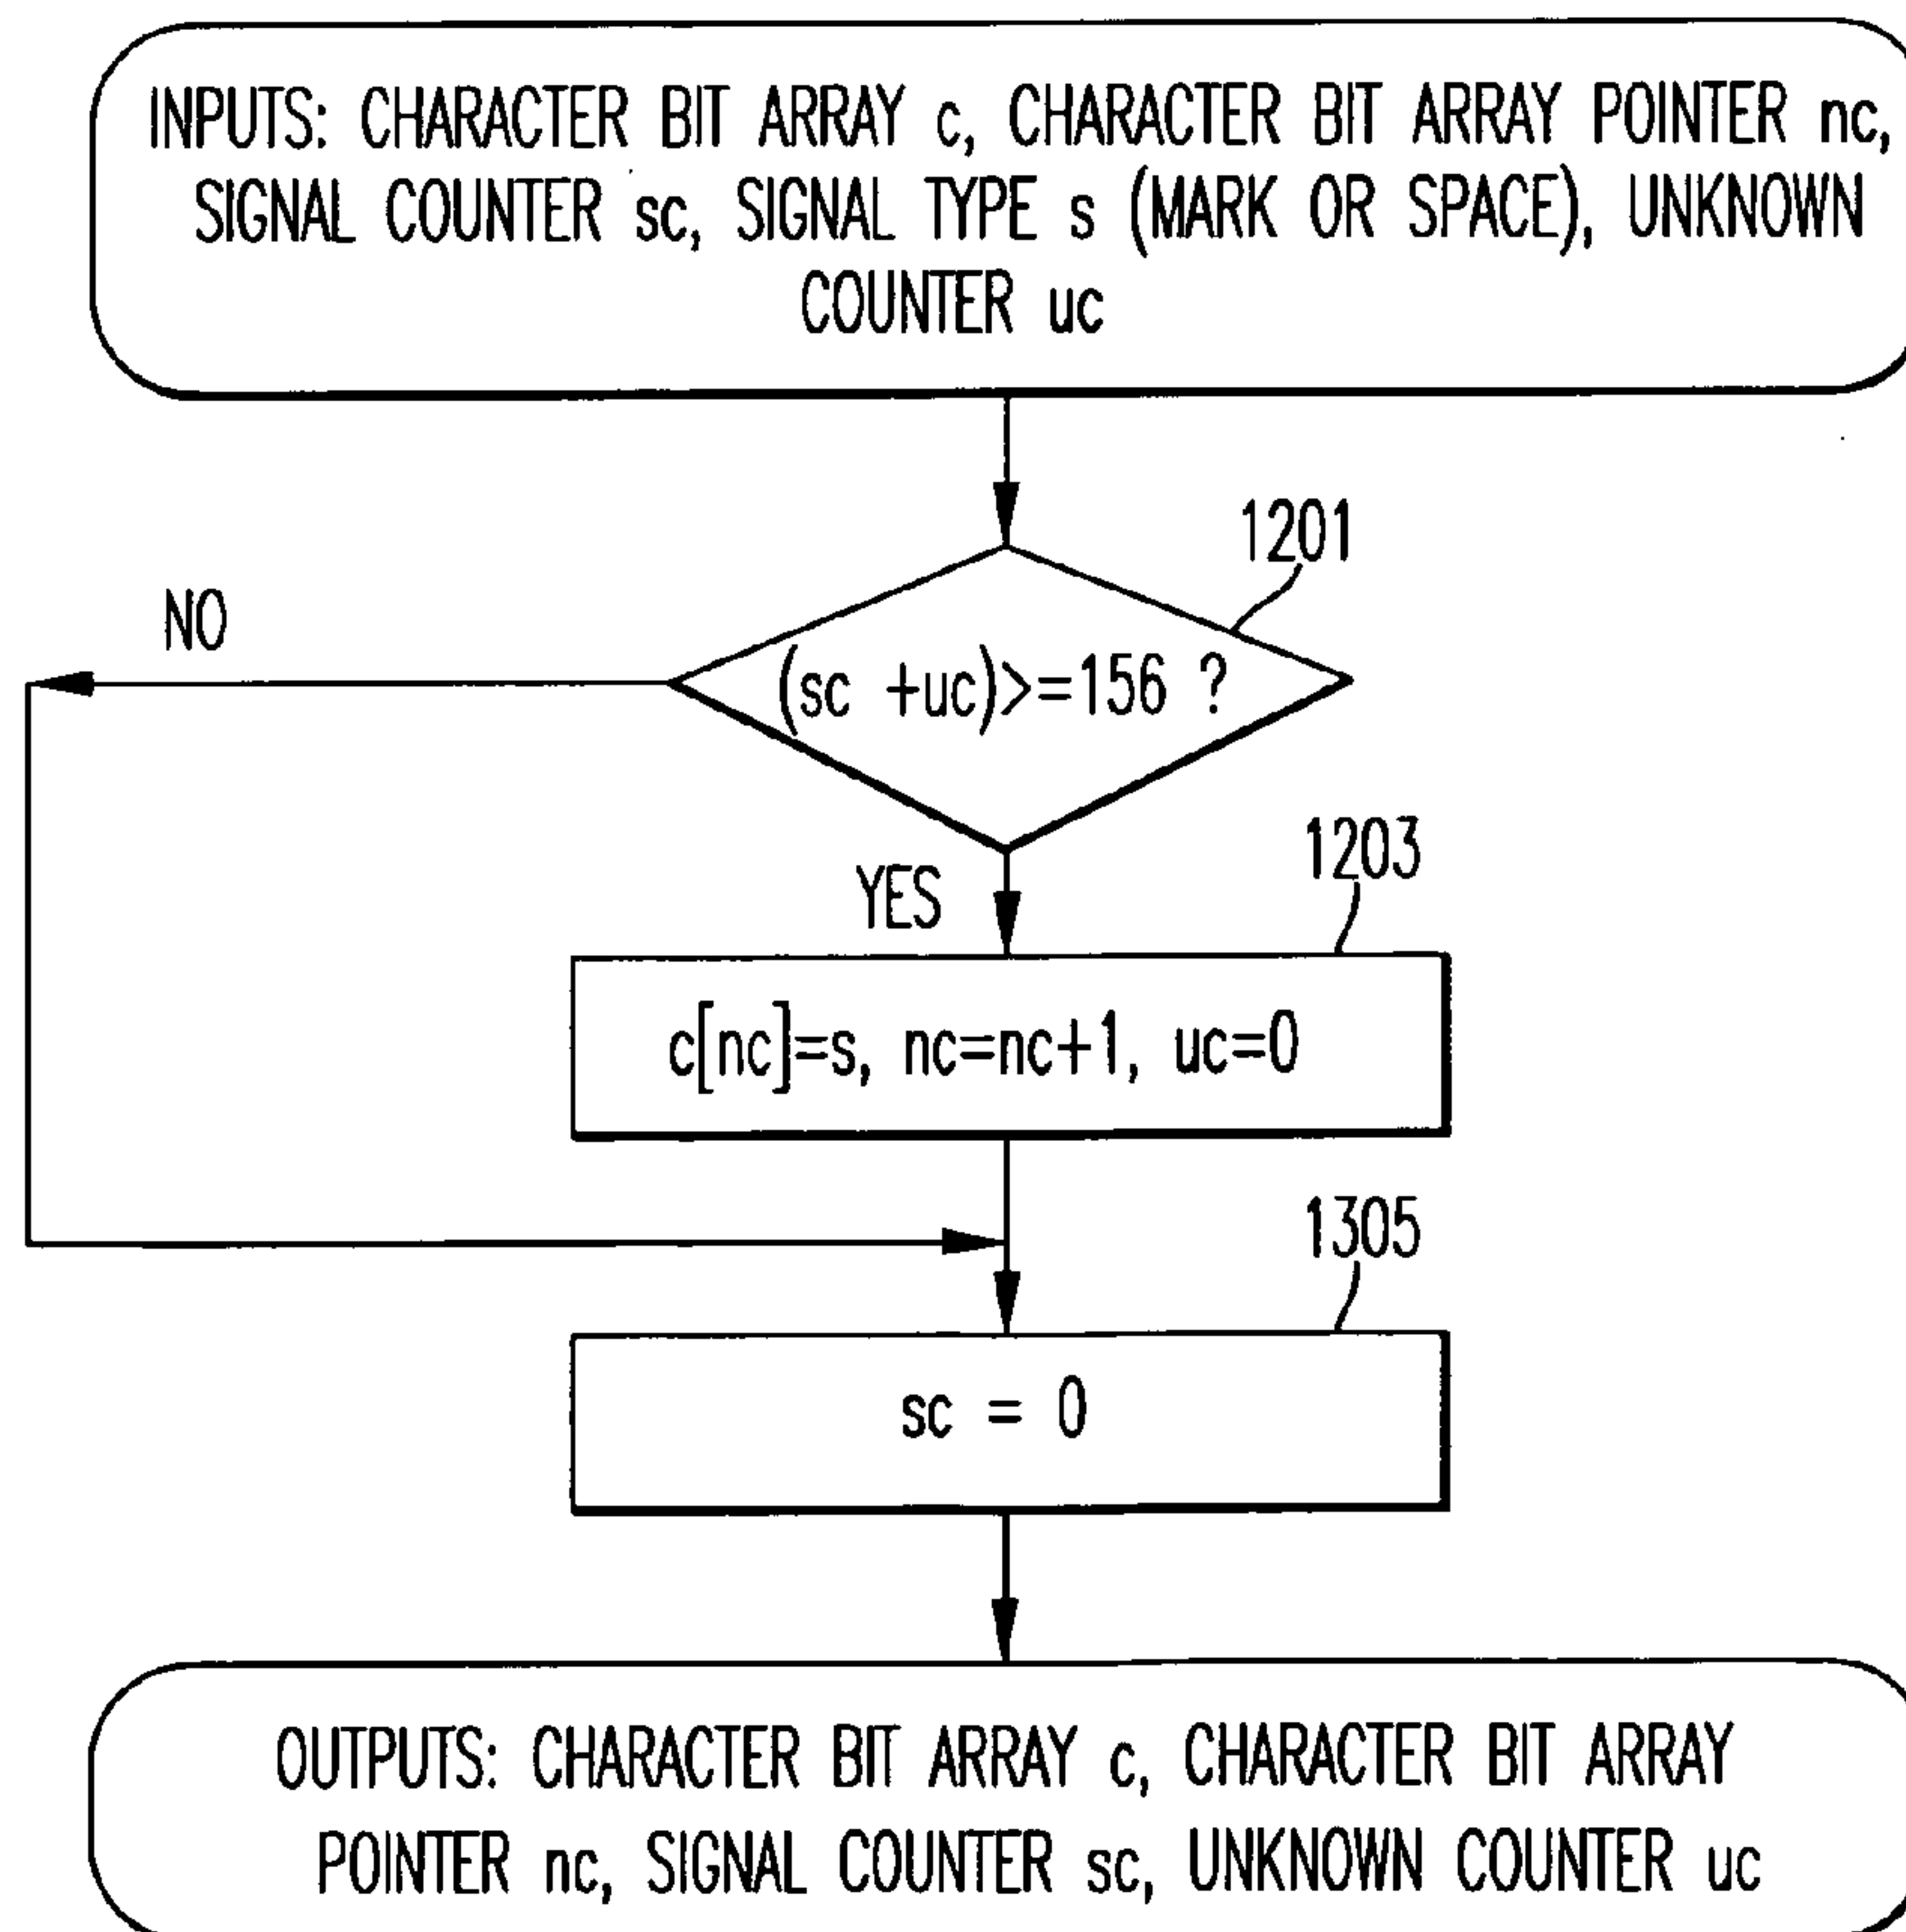 INPUTS: CHARACTER BIT ARRAY c, CHARACTER BIT ARRAY POINTER nc,
SIGNAL COUNTER sc, SIGNAL TYPE s (MARK OR SPACE), UNKNOWN
COUNTER uc
1201
NO
(sc +uc)>=156 ?
1203
YES
c[nc]=s, nc=nc+1, uc=0
1305
sc = 0
OUTPUTS: CHARACTER BIT ARRAY c, CHARACTER BIT ARRAY
POINTER nc, SIGNAL COUNTER sc, UNKNOWN COUNTER uc